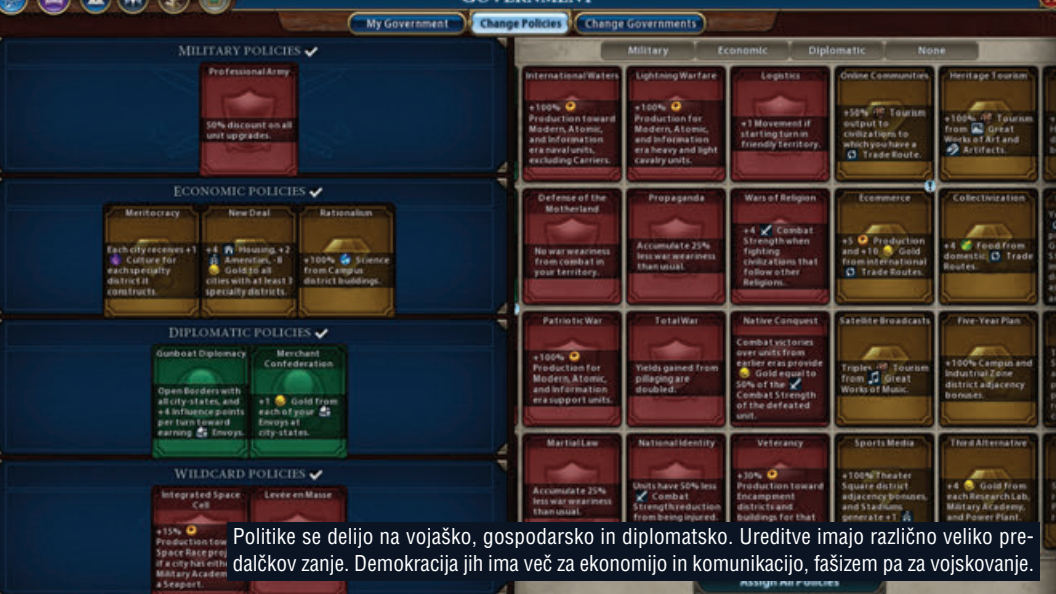 GOVERNMENT
My Government
Change Policies
Change Governments
MILITARY POLICIES
Professional Army
50% discount on all
unit upgrades.
ECONOMIC POLICIES
Meritocracy
Each city receives +1
Culture for
each specialty
district it
constructs.
New Deal
+4 Housing, +2
Amenities, -8
Gold to all
cities with at least 3
specialty districts.
Rationalism
+100% Science
from Campus
district buildings.
DIPLOMATIC POLICIES
Gunboat Diplomacy
Open Borders with
all city-states, and
+4 Influence points
per turn toward
earning Envoys.
Merchant
Confederation
+1 Gold from
each of your
Envoys at
city-states.
WILDCARD POLICIES
Integrated Space
Cell
+15%
Production tow
Space Race proj
if a city has eith
Military Academ
a Seaport.
Levée en Masse
Military
Economic
Diplomatic
None
International Waters
+100%
Production toward
Modern, Atomic,
and Information
era naval units,
excluding Carriers.
Lightning Warfare
+100%
Production for
Modern, Atomic,
and Information
era heavy and light
cavalry units.
Logistics
+1 Movement if
starting turn in
friendly territory.
Online Communities
+50% Tourism
output to
civilizations to
which you have a
Trade Route.
Heritage Tourism
+100% Tourism
from Great
Works of Art and
Artifacts.
Defense of the
Motherland
No war weariness
from combat in
your territory.
Propaganda
Accumulate 25%
less war weariness
than usual.
Wars of Religion
+4 Combat
Strength when
fighting
civilizations that
follow other
Religions.
Ecommerce
+5 Production
and +10 Gold
from international
Trade Routes.
Collectivization
+4 Food from
domestic Trade
Routes.
Patriotic War
+100%
Production for
Modern, Atomic,
and Information
era support units.
Total War
Yields gained from
pillaging are
doubled.
Native Conquest
Combat victories
over units from
earlier eras provide
Gold equal to
50% of the
Combat Strength
of the defeated
unit.
Satellite Broadcasts
Triples Tourism
from Great
Works of Music.
Five-Year Plan
+100% Campus and
Industrial Zone
district adjacency
bonuses.
Martial Law
Accumulate 25%
less war weariness
than usual.
National Identity
Units have 50% less
Combat
Strength reduction
from being injured.
Veterancy
+30%
Production toward
Encampment
districts and
buildings for that
Sports Media
+100% Theater
Square district
adjacency bonuses,
and Stadiums
generate +1
Third Alternative
+4 Gold from
each Research Lab,
Military Academy,
and Power Plant.
Assign All Policies
Politike se delijo na vojaško, gospodarsko in diplomatsko. Ureditve imajo različno veliko pre-
dalčkov zanje. Demokracija jih ima več za ekonomijo in komunikacijo, fašizem pa za vojskovanje.